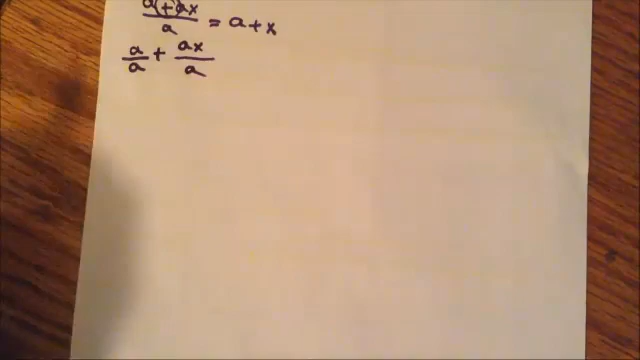 a + ax / a = a + x
a/a + ax/a